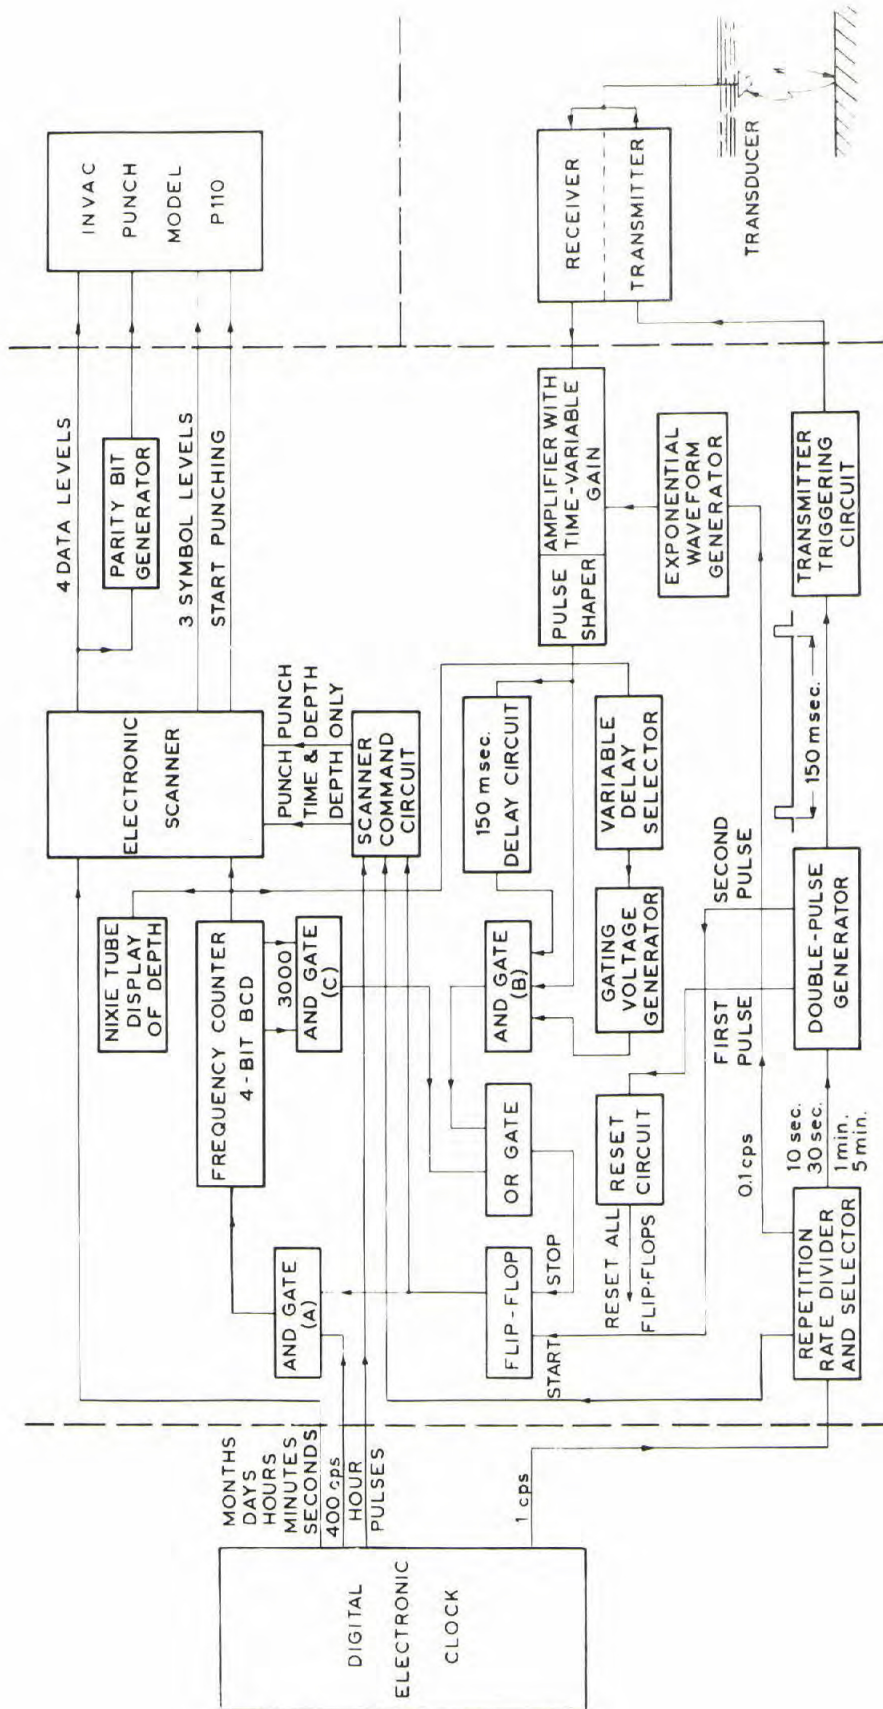 DIGITAL
ELECTRONIC
CLOCK
MONTHS
DAYS
HOURS
MINUTES
SECONDS
400 cps
HOUR
PULSES
1 cps
AND GATE
(A)
FREQUENCY COUNTER
4-BIT BCD
NIXIE TUBE
DISPLAY
OF DEPTH
3000
AND GATE
(C)
ELECTRONIC
SCANNER
PUNCH
TIME & DEPTH
PUNCH
DEPTH ONLY
SCANNER
COMMAND
CIRCUIT
4 DATA LEVELS
PARITY BIT
GENERATOR
3 SYMBOL LEVELS
START PUNCHING
INVAC
PUNCH
MODEL
P110
FLIP-FLOP
START
STOP
OR GATE
AND GATE
(B)
150 msec.
DELAY CIRCUIT
PULSE
SHAPER
AMPLIFIER WITH
TIME-VARIABLE
GAIN
RECEIVER
TRANSMITTER
TRANSDUCER
RESET ALL
FLIP-FLOPS
RESET
CIRCUIT
GATING
VOLTAGE
GENERATOR
VARIABLE
DELAY
SELECTOR
EXPONENTIAL
WAVEFORM
GENERATOR
FIRST
PULSE
SECOND
PULSE
0.1 cps
REPETITION
RATE DIVIDER
AND SELECTOR
10 sec.
30 sec.
1 min.
5 min.
DOUBLE-PULSE
GENERATOR
150 msec.
TRANSMITTER
TRIGGERING
CIRCUIT